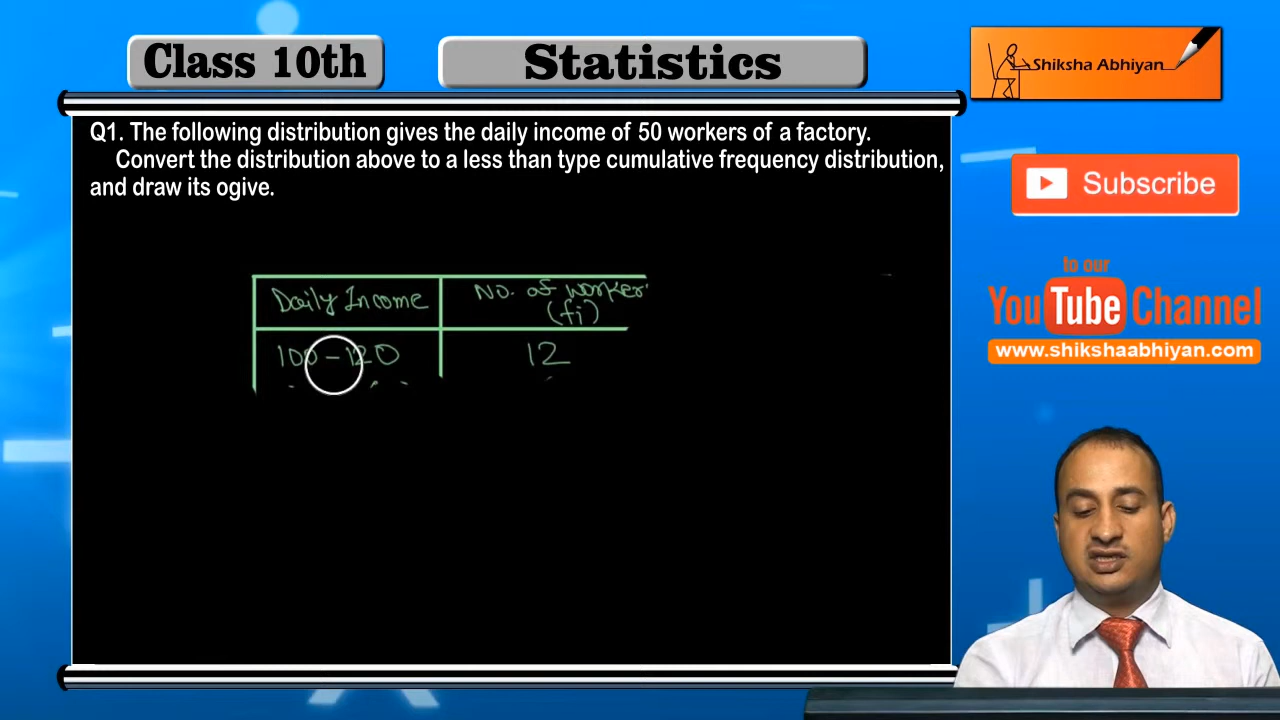 Class 10th
Statistics
Shiksha Abhiyan
Q1. The following distribution gives the daily income of 50 workers of a factory.
Convert the distribution above to a less than type cumulative frequency distribution,
and draw its ogive.
Subscribe
to our
YouTube Channel
www.shikshaabhiyan.com
Daily Income
No. of worker
(fi)
100-120
12